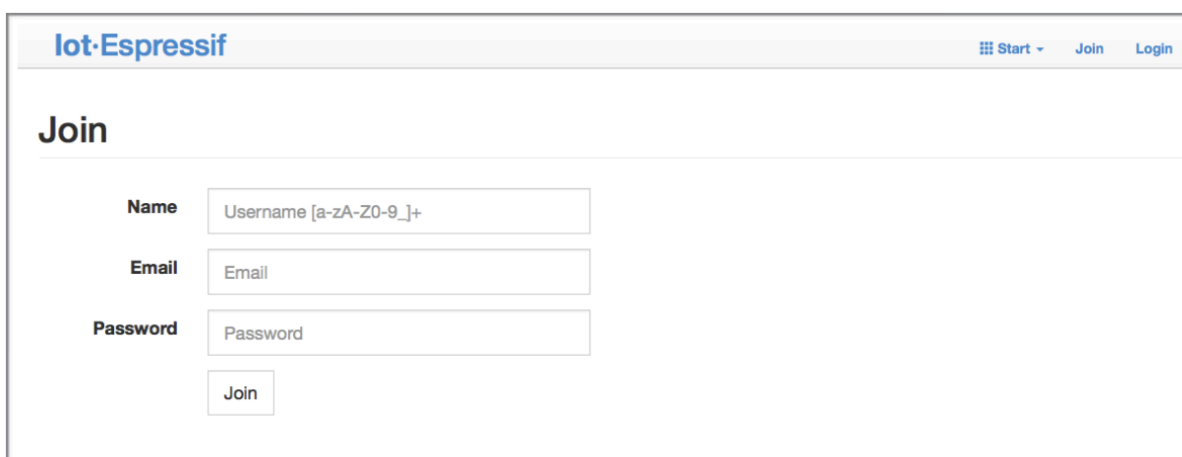 Iot·Espressif
Start Join Login
Join
Name Username [a-zA-Z0-9_]+
Email Email
Password Password
Join